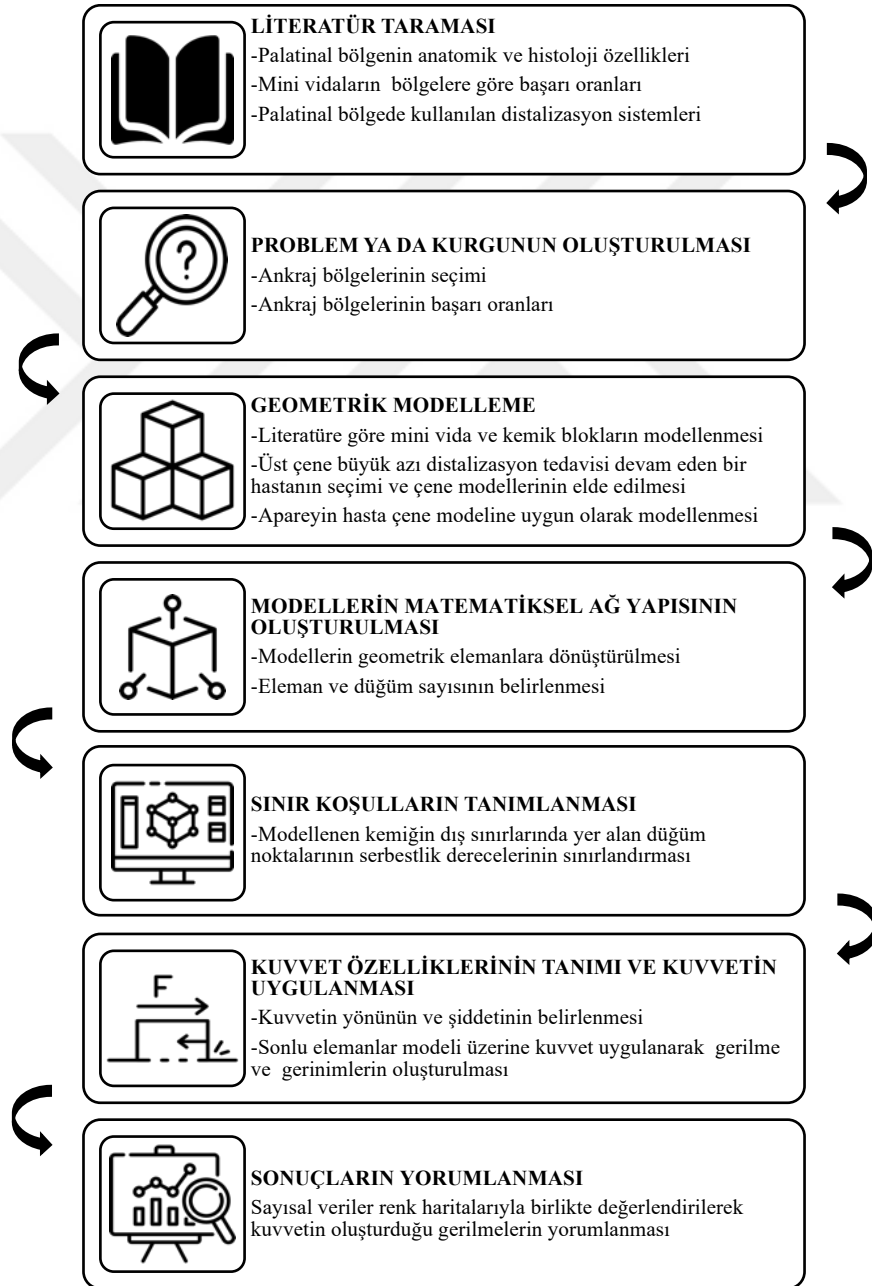 LİTERATÜR TARAMASI
-Palatinal bölgenin anatomik ve histoloji özellikleri
-Mini vidaların bölgelere göre başarı oranları
-Palatinal bölgede kullanılan distalizasyon sistemleri
?
PROBLEM YA DA KURGUNUN OLUŞTURULMASI
-Ankraj bölgelerinin seçimi
-Ankraj bölgelerinin başarı oranları
GEOMETRİK MODELLEME
-Literatüre göre mini vida ve kemik blokların modellenmesi
-Üst çene büyük azı distalizasyon tedavisi devam eden bir
hastanın seçimi ve çene modellerinin elde edilmesi
-Apareyin hasta çene modeline uygun olarak modellenmesi
MODELLERİN MATEMATİKSEL AĞ YAPISININ
OLUŞTURULMASI
-Modellerin geometrik elemanlara dönüştürülmesi
-Eleman ve düğüm sayısının belirlenmesi
SINIR KOŞULLARIN TANIMLANMASI
-Modellenen kemiğin dış sınırlarında yer alan düğüm
noktalarının serbestlik derecelerinin sınırlandırması
F
KUVVET ÖZELLİKLERİNİN TANIMI VE KUVVETİN
UYGULANMASI
-Kuvvetin yönünün ve şiddetinin belirlenmesi
-Sonlu elemanlar modeli üzerine kuvvet uygulanarak gerilme
ve gerinimlerin oluşturulması
SONUÇLARIN YORUMLANMASI
Sayısal veriler renk haritalarıyla birlikte değerlendirilerek
kuvvetin oluşturduğu gerilmelerin yorumlanması